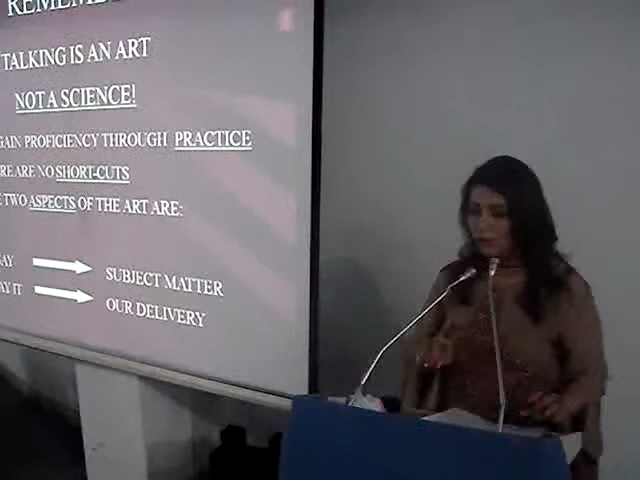 TALKING IS AN ART
NOT A SCIENCE!
GAIN PROFICIENCY THROUGH PRACTICE
ARE NO SHORT-CUTS
TWO ASPECTS OF THE ART ARE:
SUBJECT MATTER
OUR DELIVERY